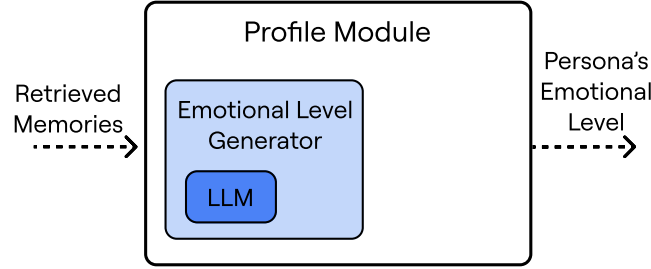 Profile Module
Retrieved
Memories
Emotional Level
Generator
LLM
Persona's
Emotional
Level